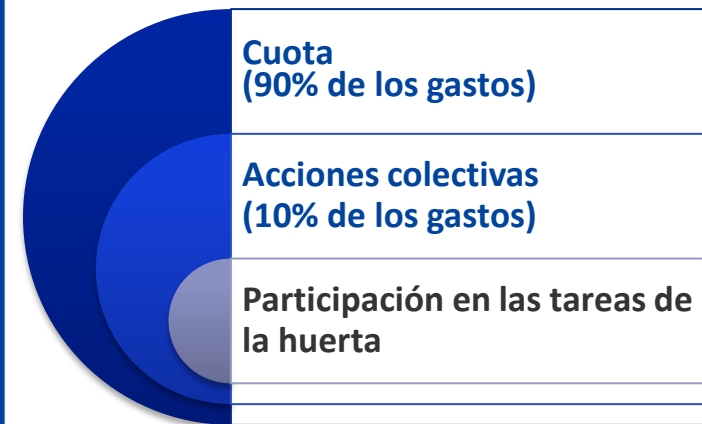 Cuota
(90% de los gastos)
Acciones colectivas
(10% de los gastos)
Participación en las tareas de
la huerta